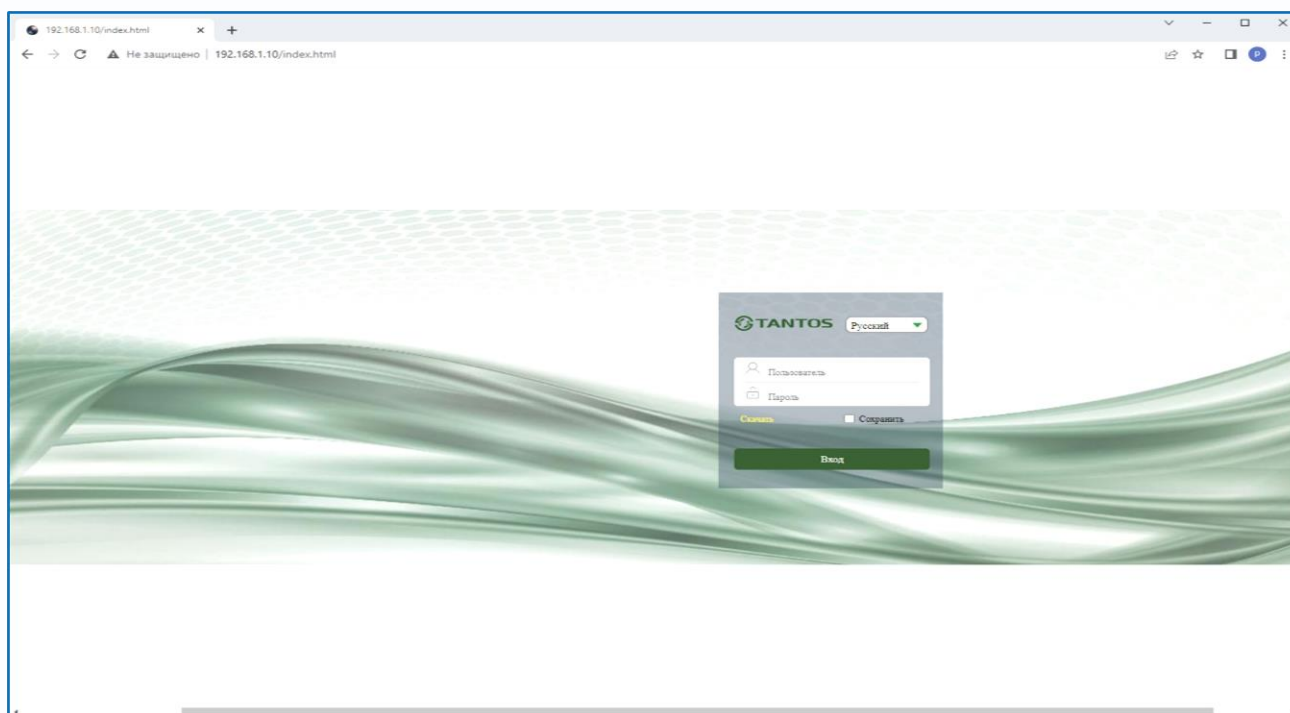 192.168.1.10/index.html
Не защищено | 192.168.1.10/index.html
P
TANTOS
Русский
Пользователь
Пароль
Скачать
Сохранить
Вход